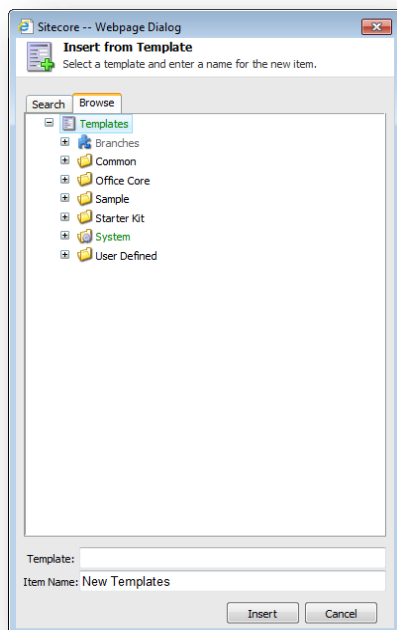 Sitecore -- Webpage Dialog
Insert from Template
Select a template and enter a name for the new item.
Search Browse
Templates
Branches
Common
Office Core
Sample
Starter Kit
System
User Defined
Template:
Item Name: New Templates
Insert Cancel